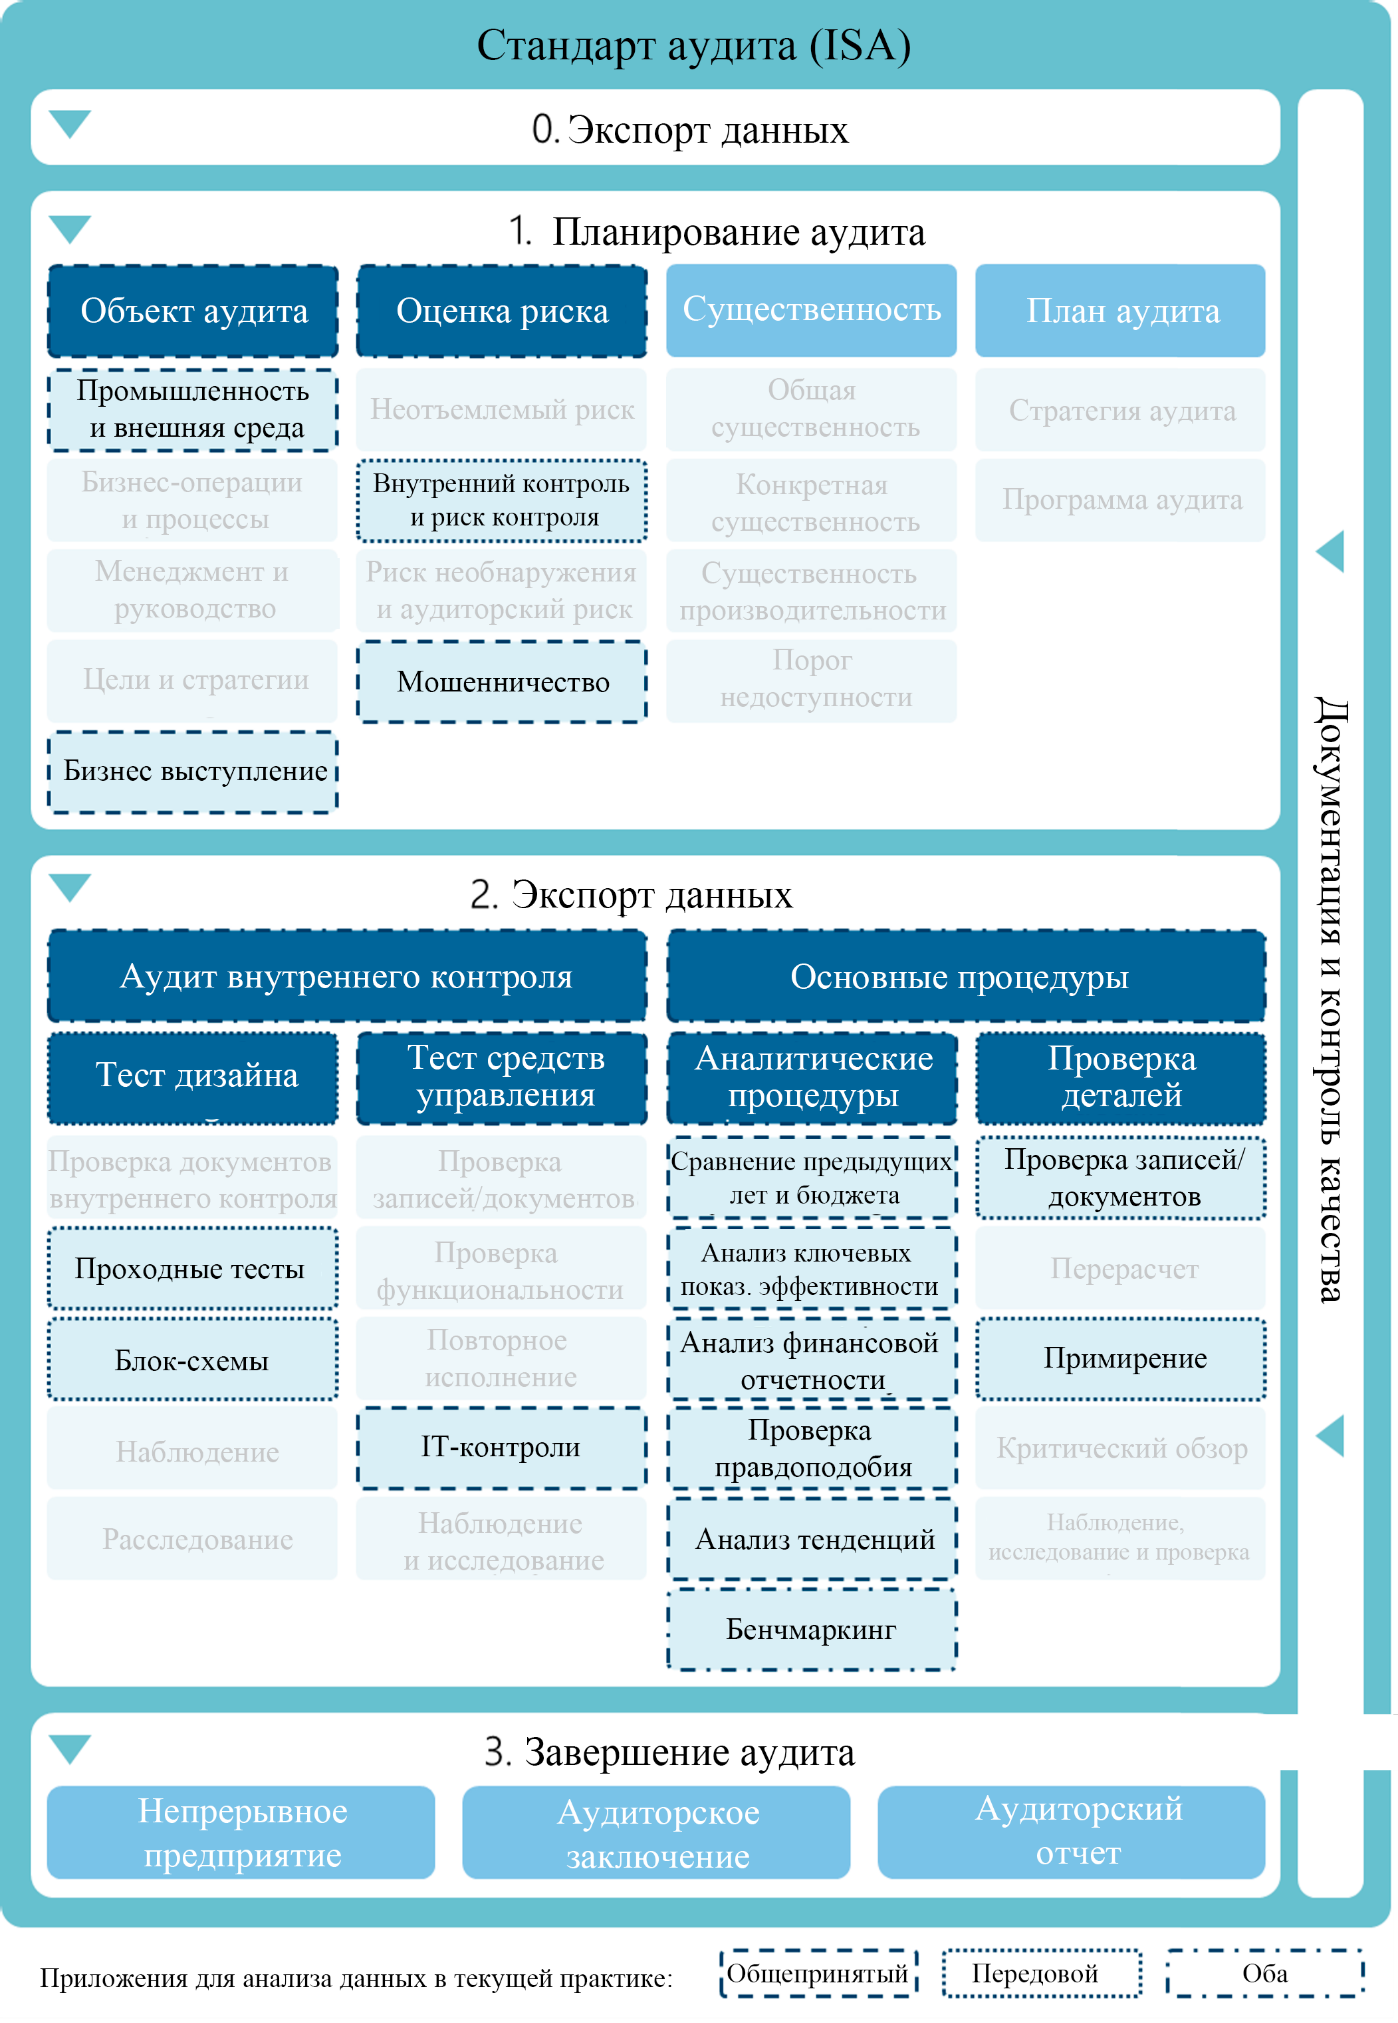 Стандарт аудита (ISA)
0. Экспорт данных
1. Планирование аудита
Объект аудита
Оценка риска
Существенность
План аудита
Промышленность
и внешняя среда
Неотъемлемый риск
Общая
существенность
Стратегия аудита
Бизнес-операции
и процессы
Внутренний контроль
и риск контроля
Конкретная
существенность
Программа аудита
Менеджмент и
руководство
Риск необнаружения
и аудиторский риск
Существенность
производительности
Цели и стратегии
Мошенничество
Порог
недоступности
Бизнес выступление
2. Экспорт данных
Аудит внутреннего контроля
Основные процедуры
Тест дизайна
Тест средств
управления
Аналитические
процедуры
Проверка
деталей
Проверка документов
внутреннего контроля
Проверка
записей/документов
Сравнение предыдущих
лет и бюджета
Проверка записей/
документов
Проходные тесты
Проверка
функциональности
Анализ ключевых
показ. эффективности
Перерасчет
Блок-схемы
Повторное
исполнение
Анализ финансовой
отчетности
Примирение
Наблюдение
IT-контроли
Проверка
правдоподобия
Критический обзор
Расследование
Наблюдение
и исследование
Анализ тенденций
Наблюдение,
исследование и проверка
Бенчмаркинг
3. Завершение аудита
Непрерывное
предприятие
Аудиторское
заключение
Аудиторский
отчет
Документация и контроль качества
Приложения для анализа данных в текущей практике:
Общепринятый
Передовой
Оба